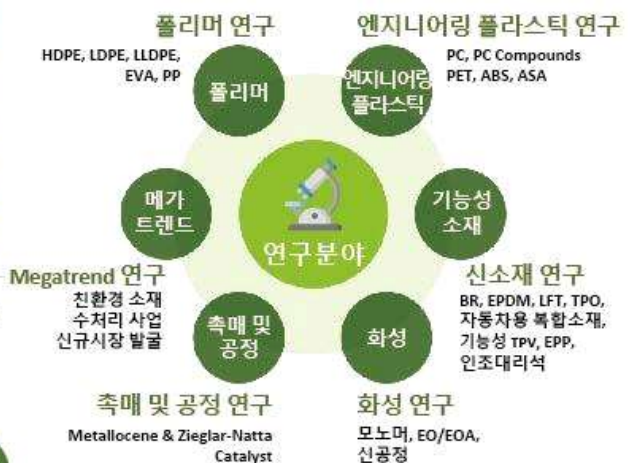 폴리머 연구
HDPE, LDPE, LLDPE,
EVA, PP
폴리머
엔지니어링 플라스틱 연구
PC, PC Compounds
PET, ABS, ASA
엔지니어링
플라스틱
메가
트렌드
연구분야
기능성
소재
Megatrend 연구
친환경 소재
수처리 사업
신규시장 발굴
신소재 연구
BR, EPDM, LFT, TPO,
자동차용 복합소재,
기능성 TPV, EPP,
인조대리석
촉매 및
공정
화성
촉매 및 공정 연구
Metallocene & Zieglar-Natta
Catalyst
화성 연구
모노머, EO/EOA,
신공정